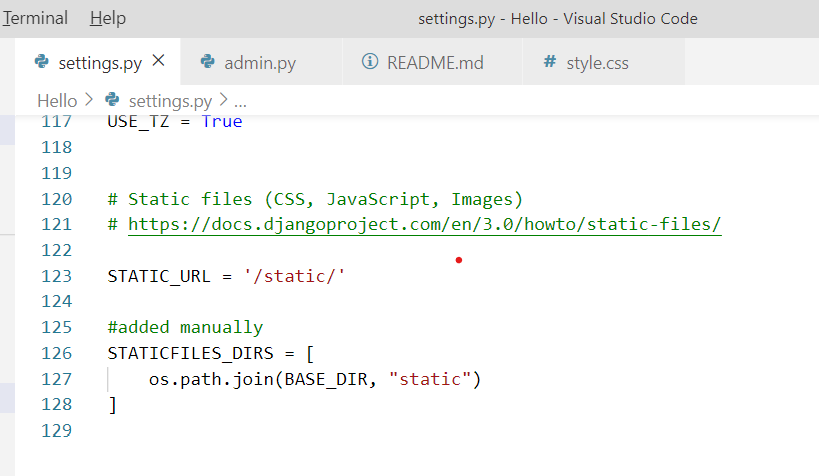 Terminal Help settings.py - Hello - Visual Studio Code
settings.py admin.py README.md # style.css
Hello > settings.py > ...
117 USE_TZ = True
118
119
120 # Static files (CSS, JavaScript, Images)
121 # https://docs.djangoproject.com/en/3.0/howto/static-files/
122
123 STATIC_URL = '/static/'
124
125 #added manually
126 STATICFILES_DIRS = [
127     os.path.join(BASE_DIR, "static")
128 ]
129